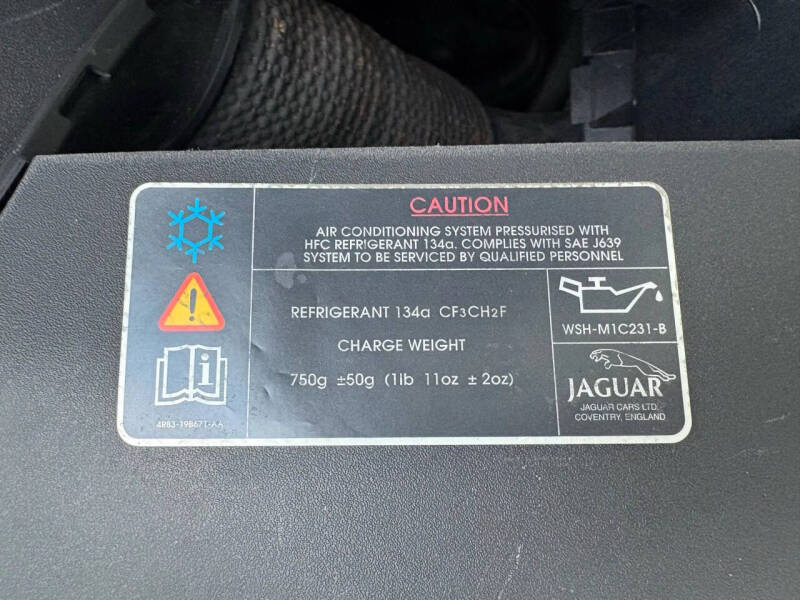 CAUTION
AIR CONDITIONING SYSTEM PRESSURISED WITH
HFC REFRIGERANT 134a. COMPLIES WITH SAE J639
SYSTEM TO BE SERVICED BY QUALIFIED PERSONNEL
REFRIGERANT 134a CF3CH2F
CHARGE WEIGHT
750g ±50g (1lb 11oz ± 2oz)
WSH-M1C231-B
JAGUAR
JAGUAR CARS LTD.
COVENTRY, ENGLAND
4R83-19B671-AA